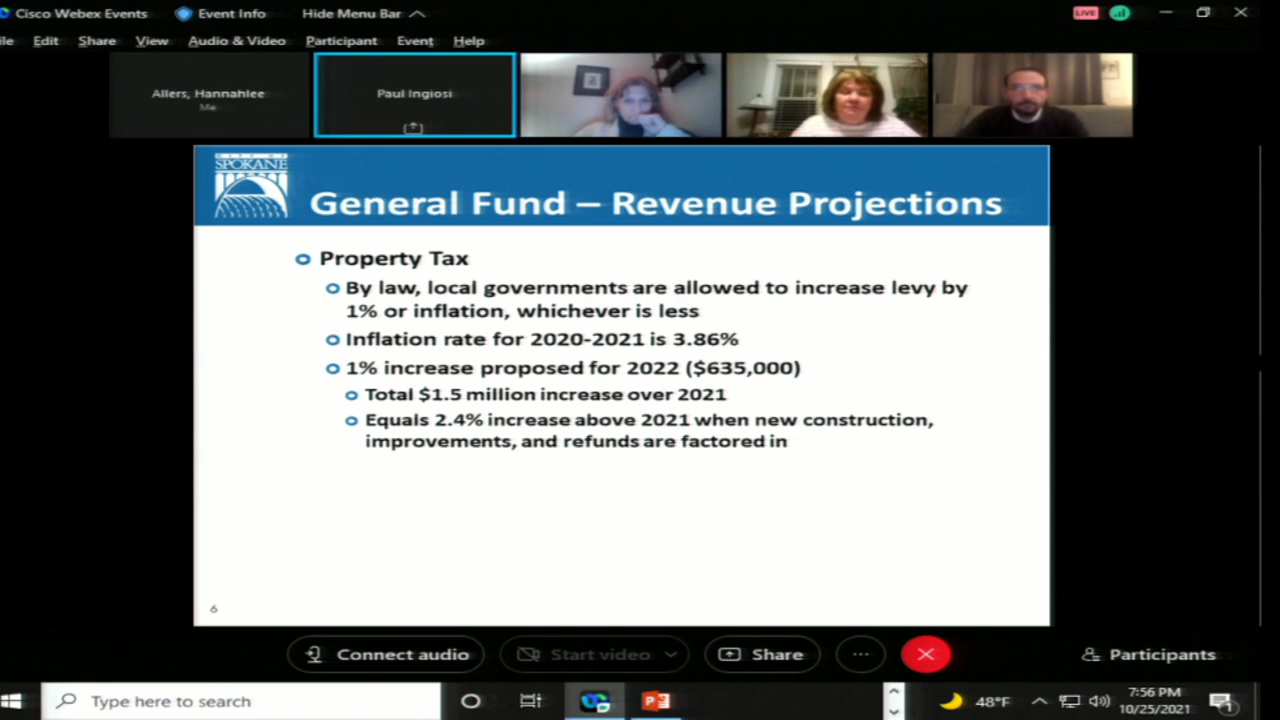 Cisco Webex Events
Event Info
Hide Menu Bar
LIVE
ile Edit Share View Audio & Video Participant Event Help
Allers, Hannahlee
Me
Paul Ingiosi
CITY OF
SPOKANE
General Fund – Revenue Projections
Property Tax
By law, local governments are allowed to increase levy by
1% or inflation, whichever is less
Inflation rate for 2020-2021 is 3.86%
1% increase proposed for 2022 ($635,000)
Total $1.5 million increase over 2021
Equals 2.4% increase above 2021 when new construction,
improvements, and refunds are factored in
6
Connect audio
Start video
Share
Participants
Type here to search
48°F
7:56 PM
10/25/2021
1